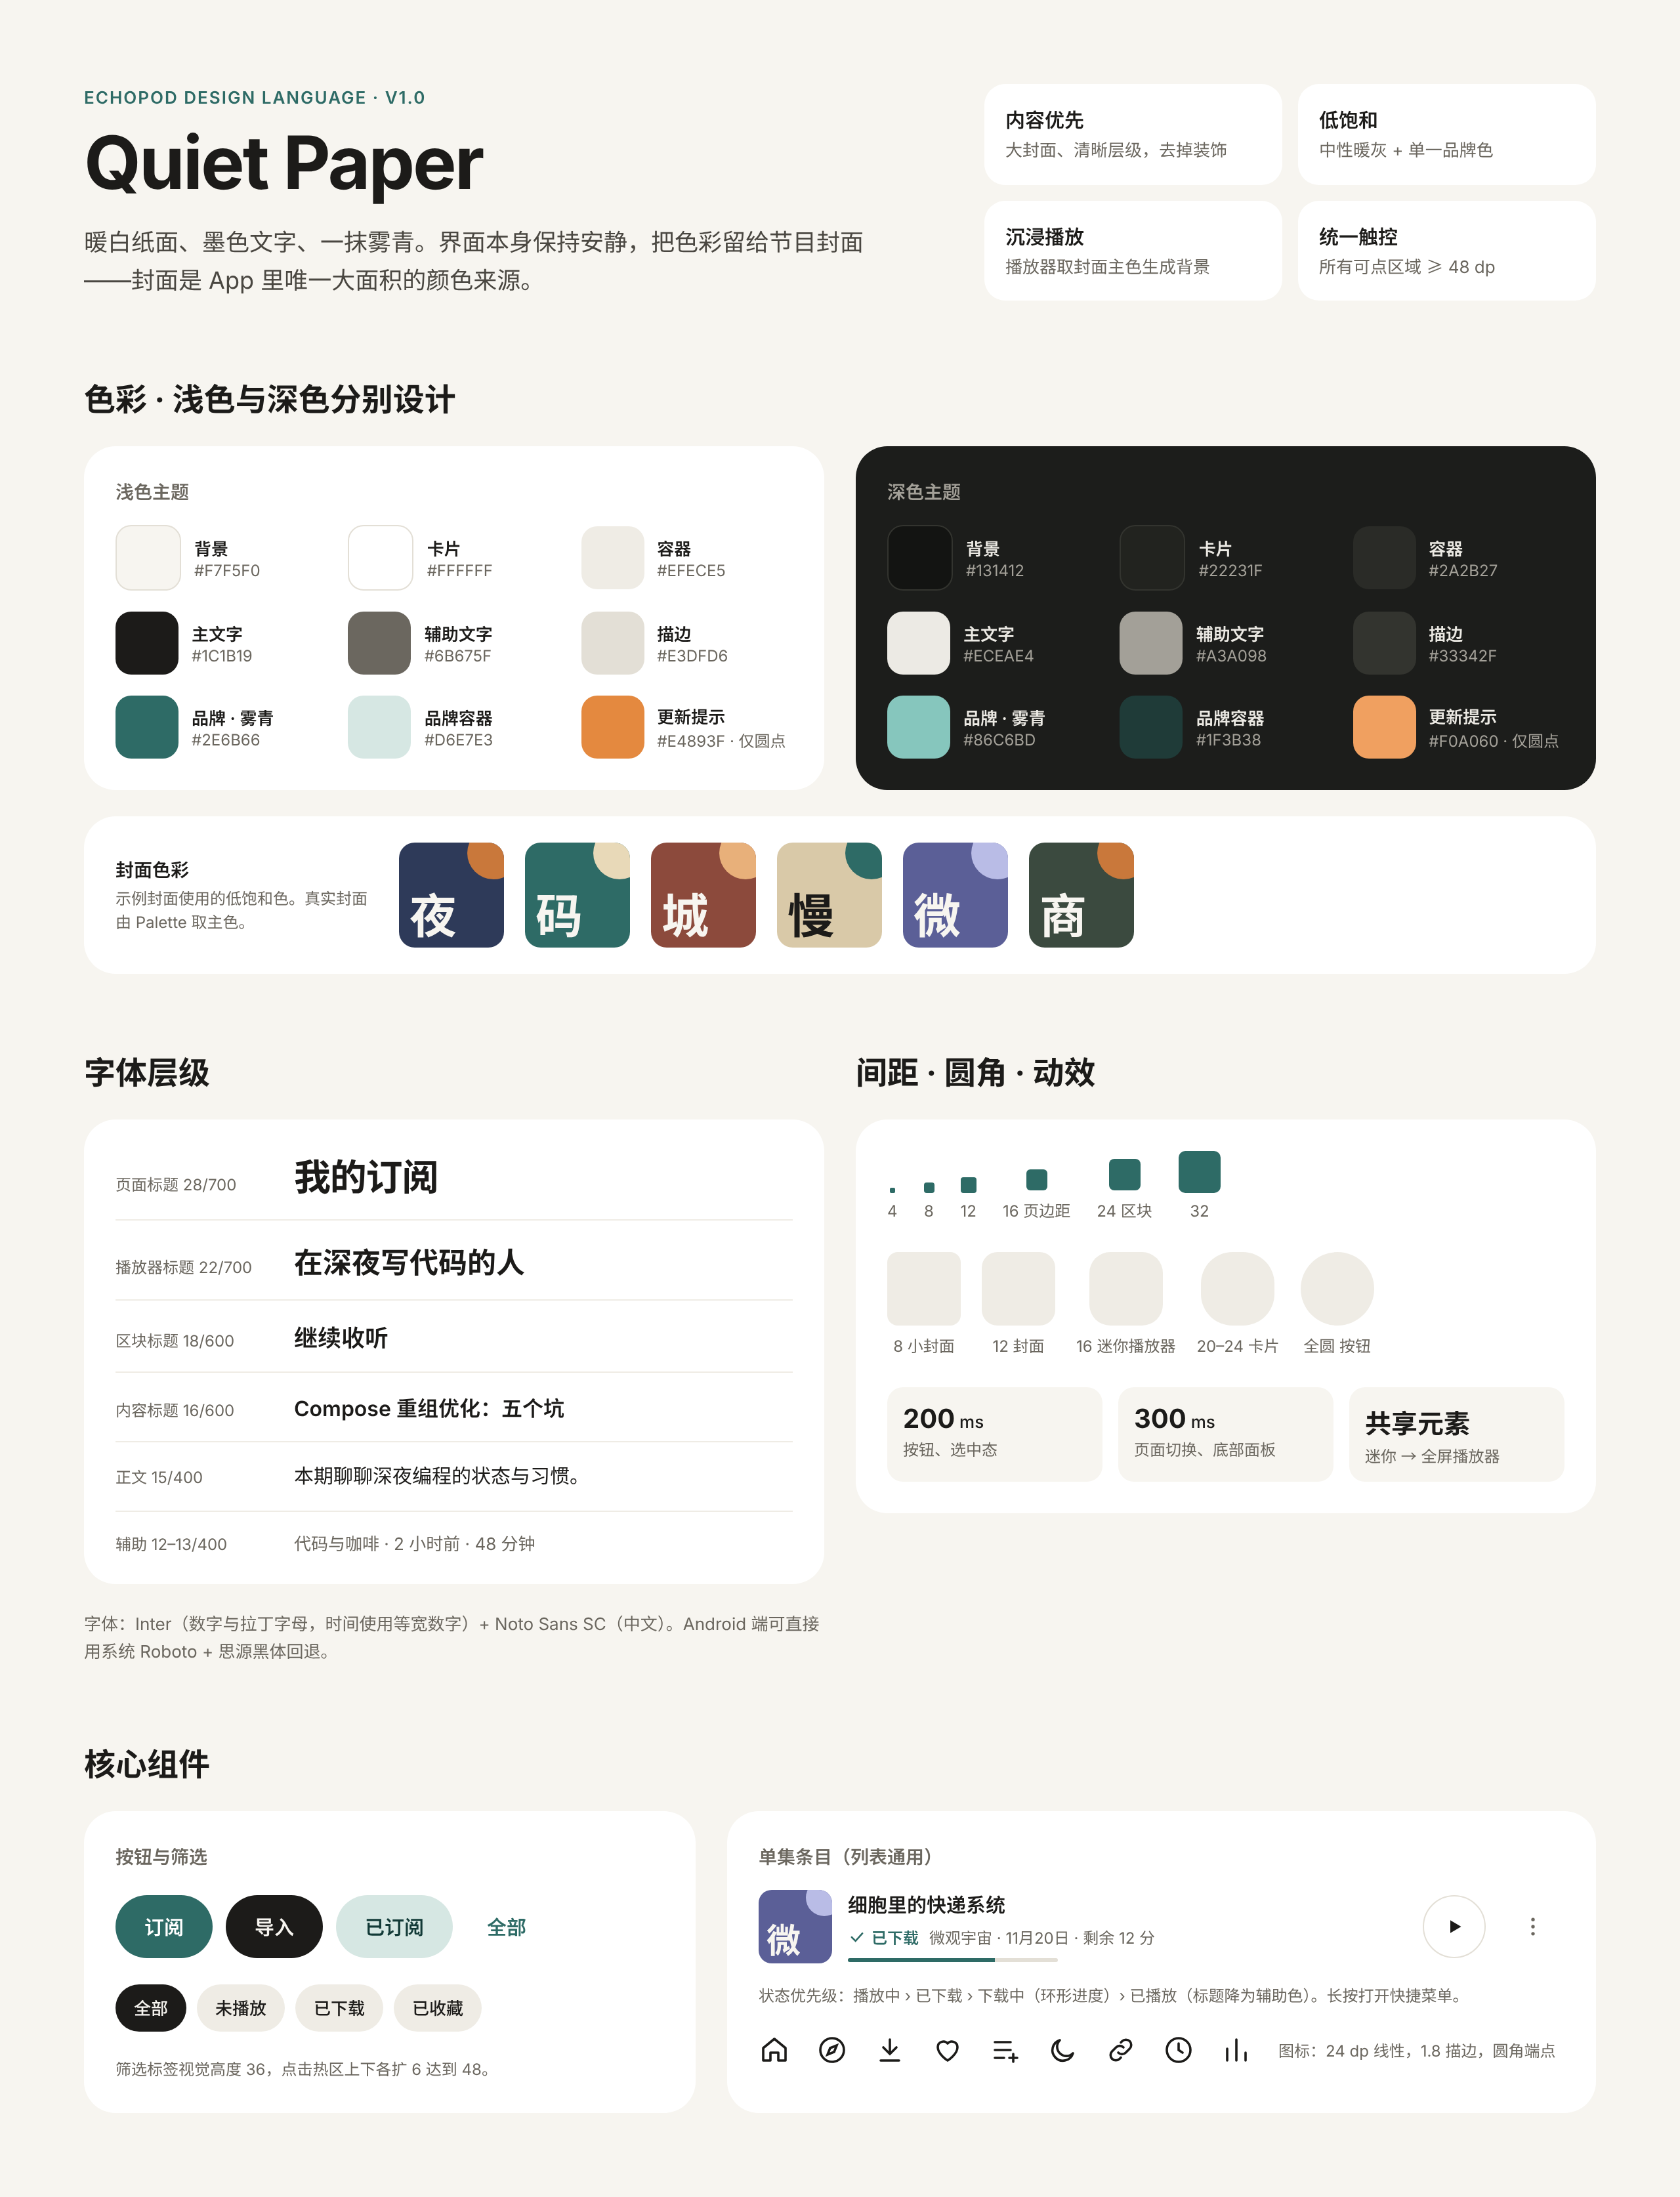 ECHOPOD DESIGN LANGUAGE · V1.0
Quiet Paper
暖白纸面、墨色文字、一抹雾青。界面本身保持安静，把色彩留给节目封面
——封面是 App 里唯一大面积的颜色来源。
内容优先
大封面、清晰层级，去掉装饰
低饱和
中性暖灰 + 单一品牌色
沉浸播放
播放器取封面主色生成背景
统一触控
所有可点区域 ≥ 48 dp
色彩 · 浅色与深色分别设计
浅色主题
背景
#F7F5F0
卡片
#FFFFFF
容器
#EFECE5
主文字
#1C1B19
辅助文字
#6B675F
描边
#E3DFD6
品牌 · 雾青
#2E6B66
品牌容器
#D6E7E3
更新提示
#E4893F · 仅圆点
深色主题
背景
#131412
卡片
#22231F
容器
#2A2B27
主文字
#ECEAE4
辅助文字
#A3A098
描边
#33342F
品牌 · 雾青
#86C6BD
品牌容器
#1F3B38
更新提示
#F0A060 · 仅圆点
封面色彩
示例封面使用的低饱和色。真实封面
由 Palette 取主色。
夜
码
城
慢
微
商
字体层级
页面标题 28/700
我的订阅
播放器标题 22/700
在深夜写代码的人
区块标题 18/600
继续收听
内容标题 16/600
Compose 重组优化：五个坑
正文 15/400
本期聊聊深夜编程的状态与习惯。
辅助 12–13/400
代码与咖啡 · 2 小时前 · 48 分钟
字体：Inter（数字与拉丁字母，时间使用等宽数字）+ Noto Sans SC（中文）。Android 端可直接
用系统 Roboto + 思源黑体回退。
间距 · 圆角 · 动效
4
8
12
16 页边距
24 区块
32
8 小封面
12 封面
16 迷你播放器
20–24 卡片
全圆 按钮
200 ms
按钮、选中态
300 ms
页面切换、底部面板
共享元素
迷你 → 全屏播放器
核心组件
按钮与筛选
订阅
导入
已订阅
全部
全部
未播放
已下载
已收藏
筛选标签视觉高度 36，点击热区上下各扩 6 达到 48。
单集条目（列表通用）
微
细胞里的快递系统
已下载 微观宇宙 · 11月20日 · 剩余 12 分
状态优先级：播放中 › 已下载 › 下载中（环形进度）› 已播放（标题降为辅助色）。长按打开快捷菜单。
图标：24 dp 线性，1.8 描边，圆角端点